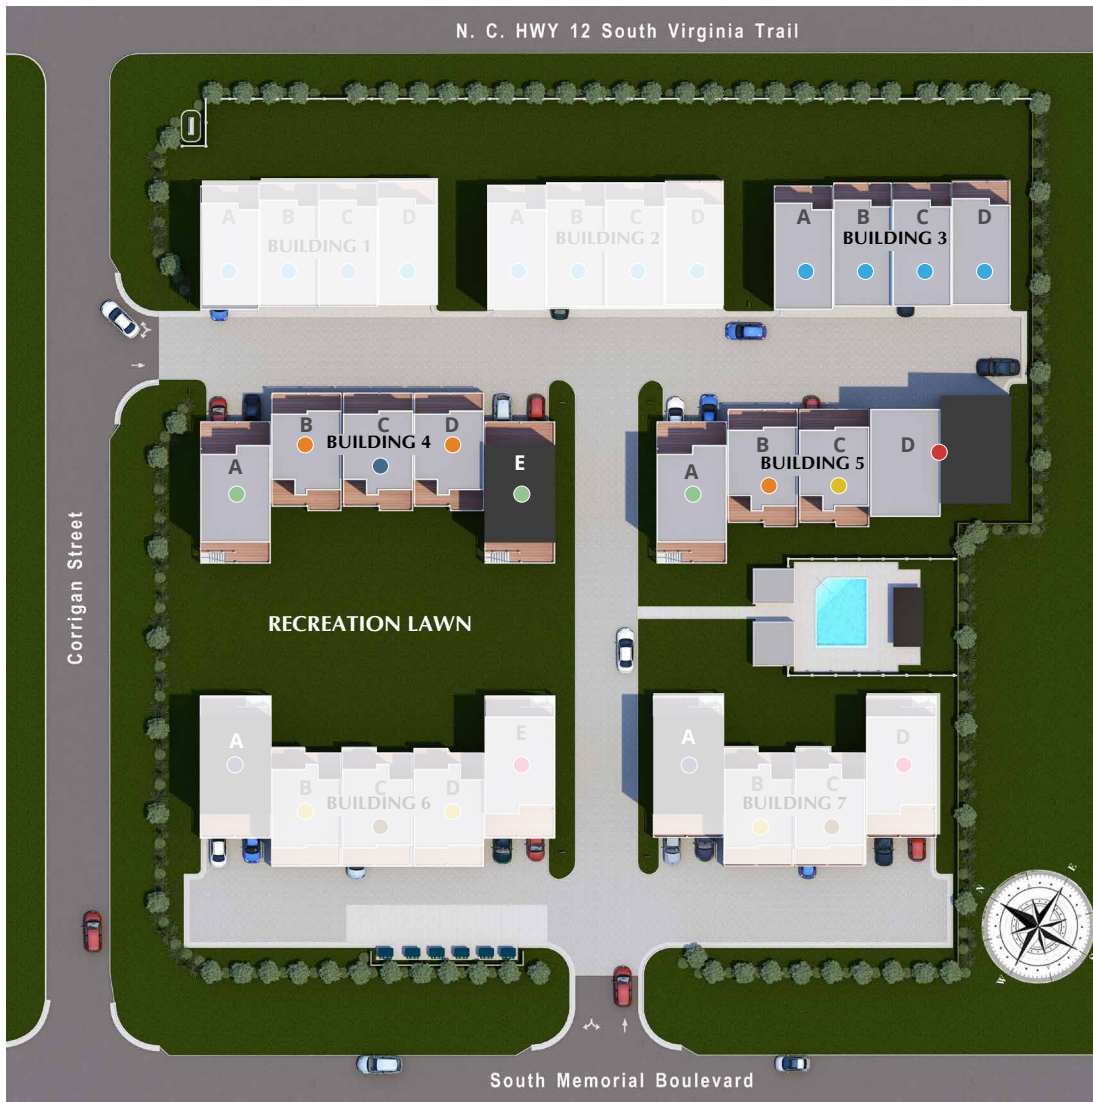 N. C. HWY 12 South Virginia Trail
A B C D
BUILDING 1
A B C D
BUILDING 2
A B C D
BUILDING 3
A B C D E
BUILDING 4
A B C D
BUILDING 5
Corrigan Street
RECREATION LAWN
A B C D E
BUILDING 6
A B C D
BUILDING 7
N E
W
South Memorial Boulevard